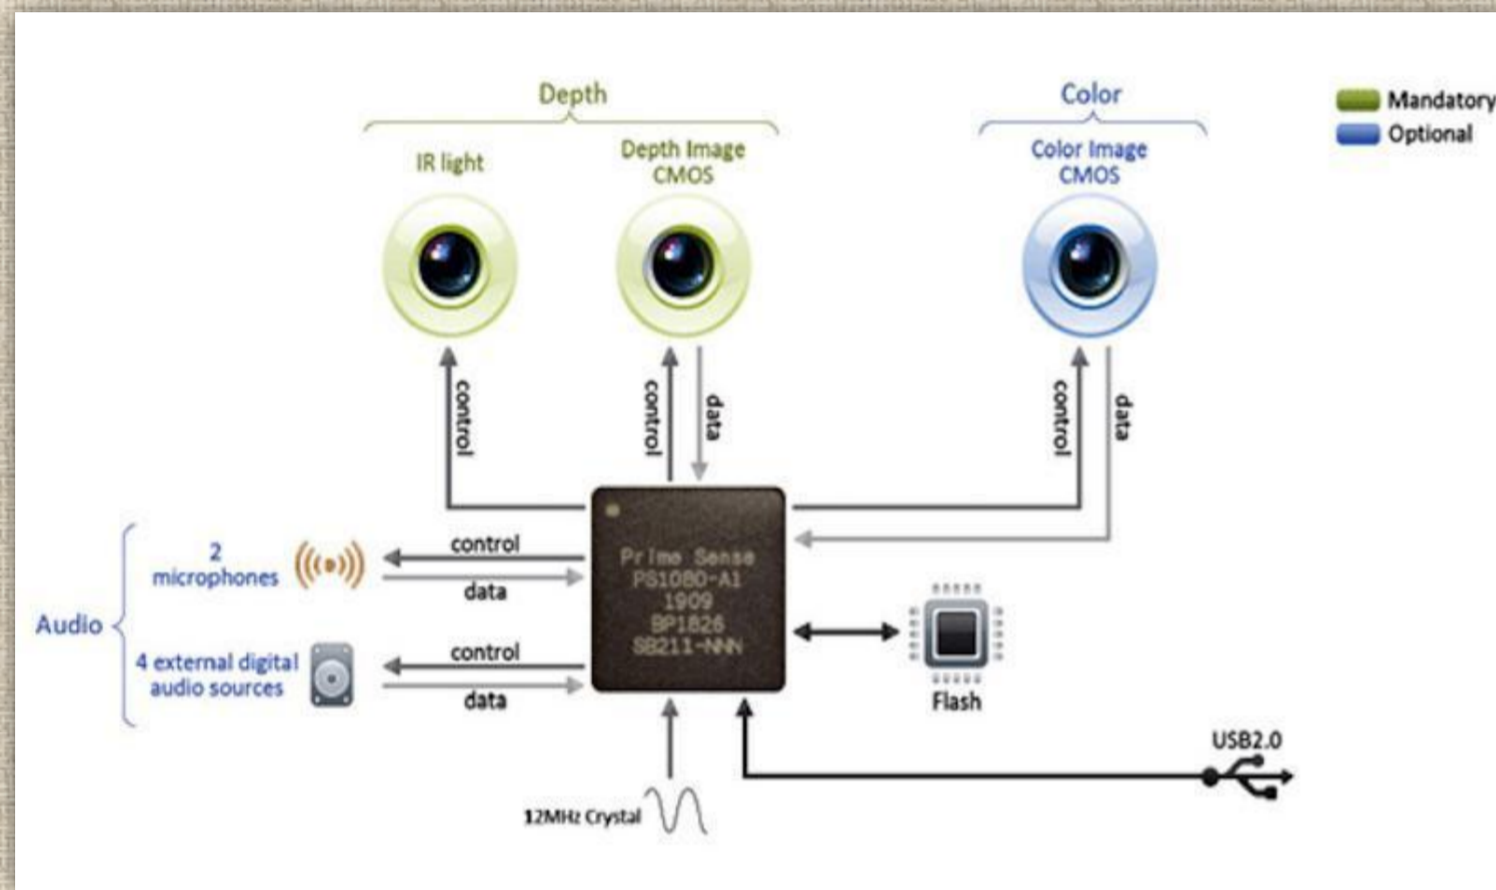 Depth
Color
Mandatory
Optional
IR light
Depth Image
CMOS
Color Image
CMOS
control
control
data
control
data
Prime Sense
PS1080-A1
1909
BP1826
SB211-NNN
Audio
2
microphones
control
data
4 external digital
audio sources
control
data
Flash
USB2.0
12MHz Crystal